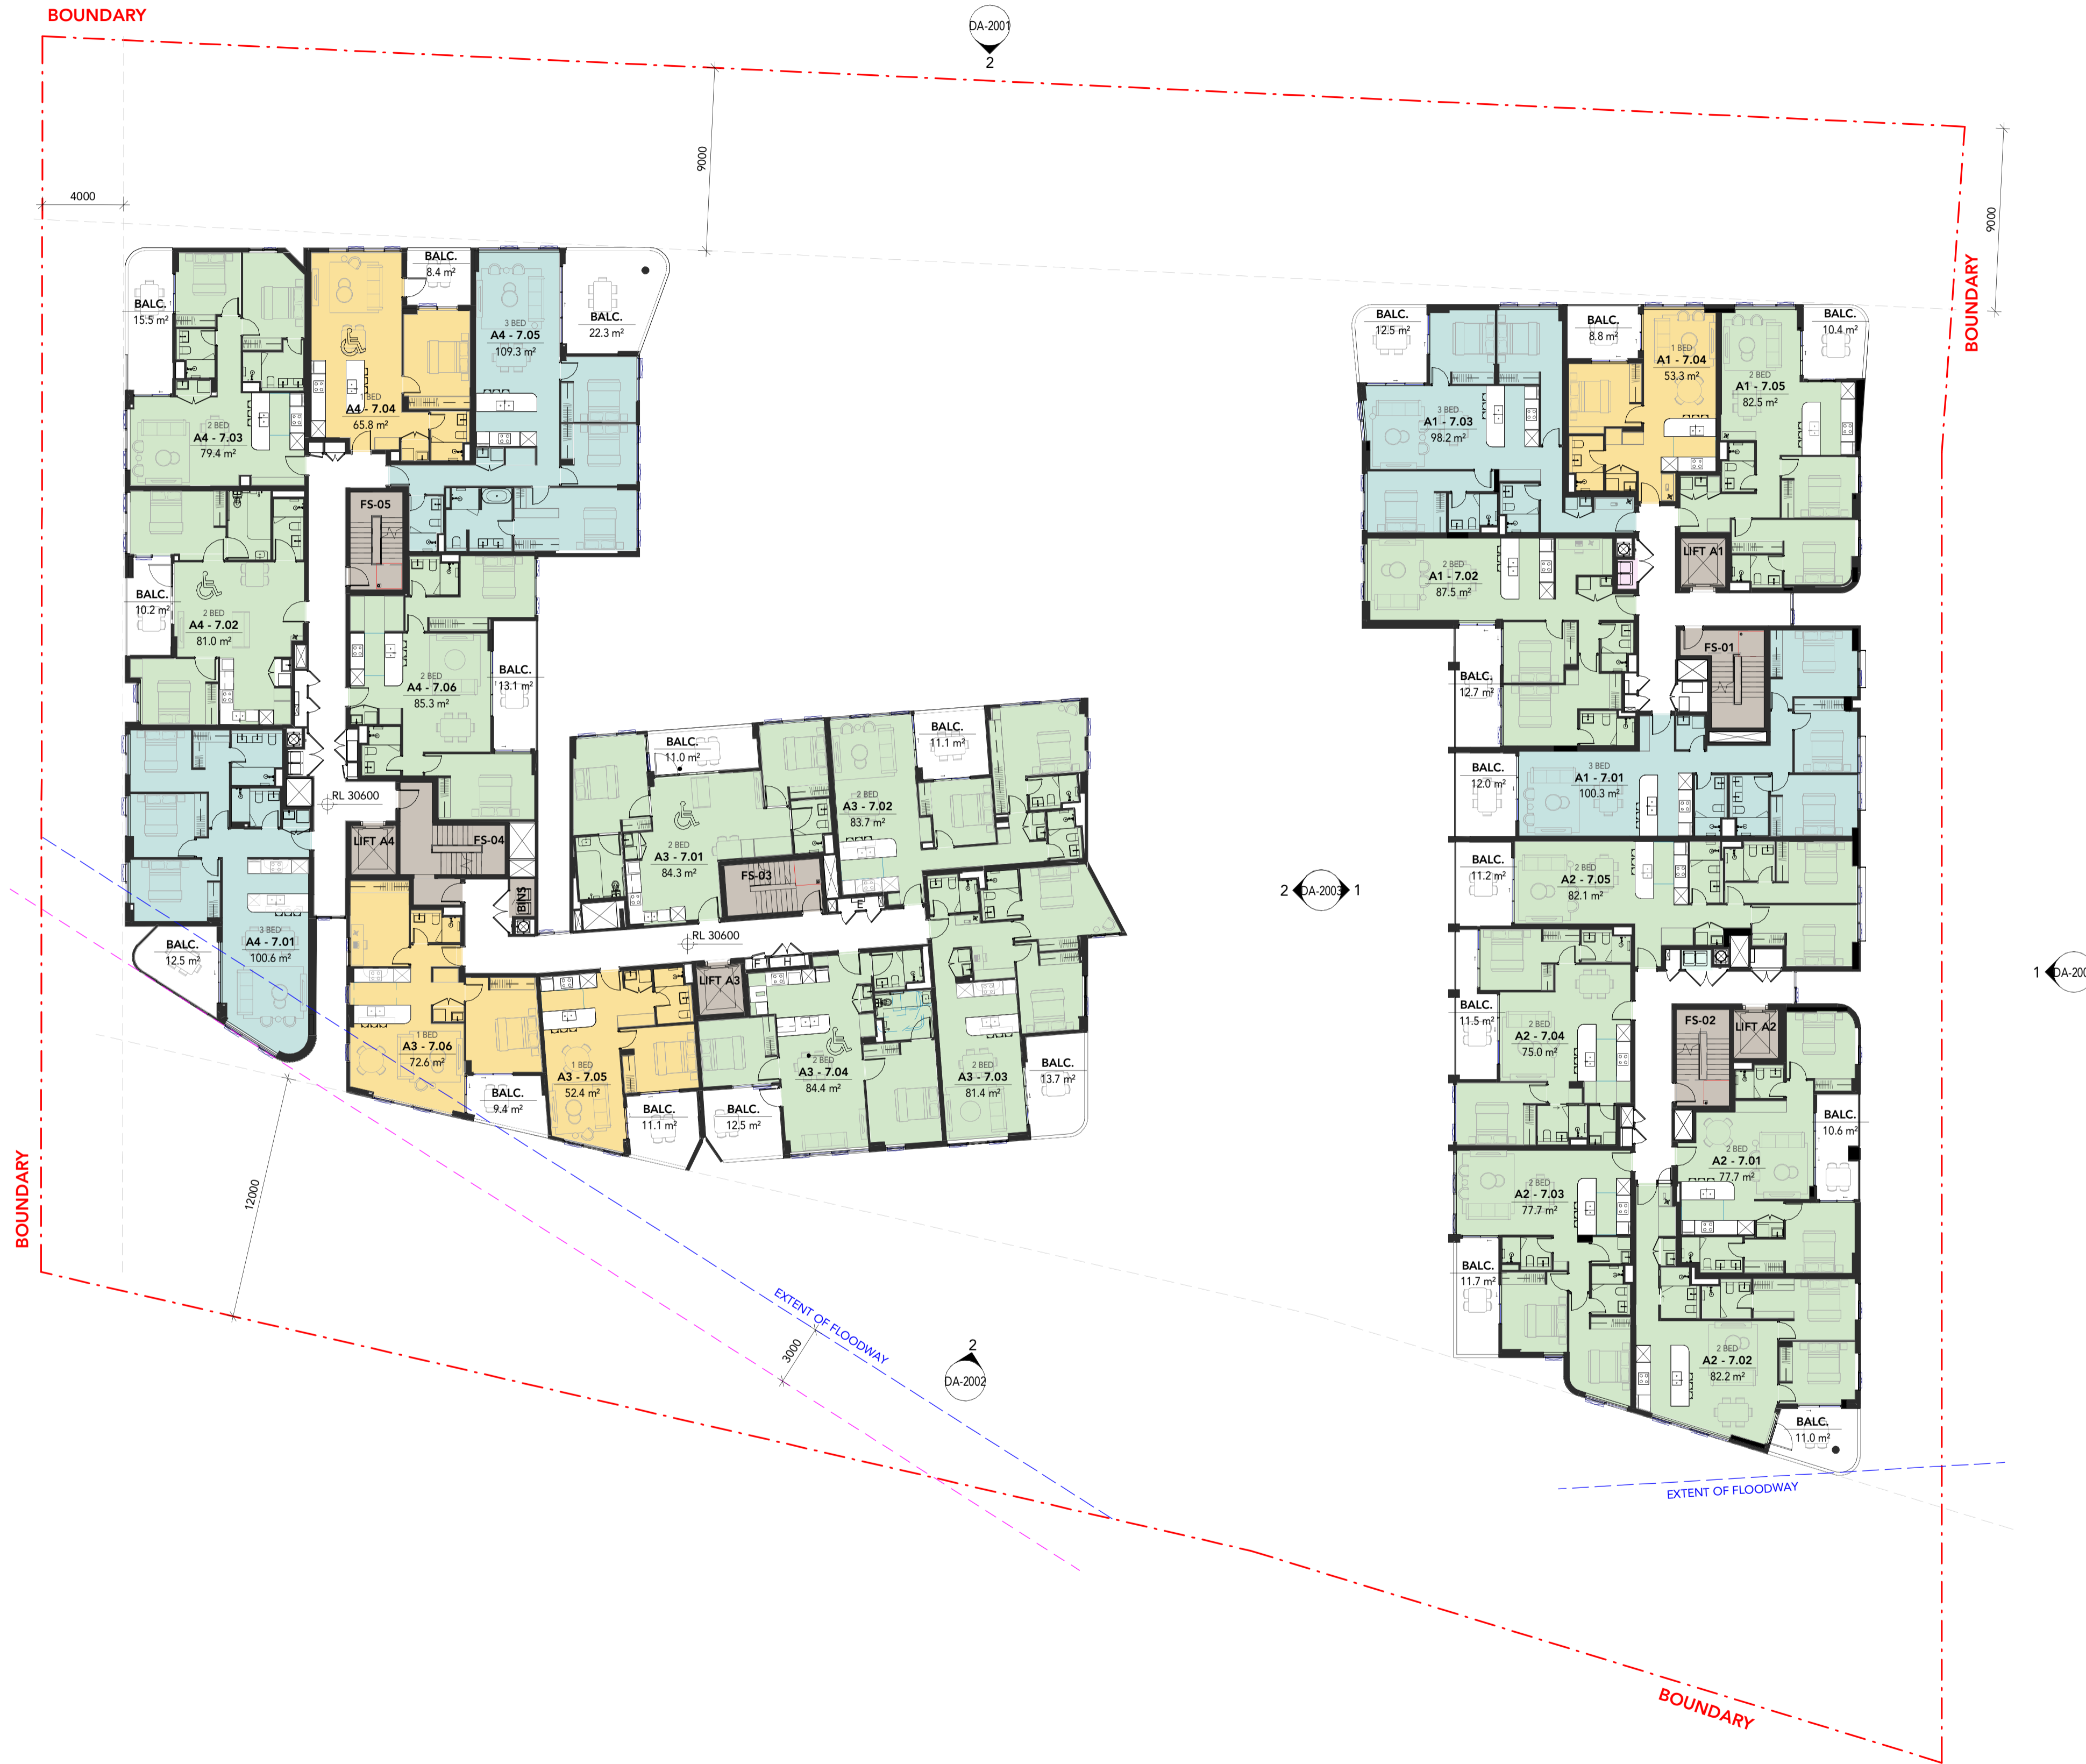 BOUNDARY
DA-2001
2
9000
4000
9000
BOUNDARY
BALC.
15.5 m²
1 BED
A4 - 7.04
65.8 m²
BALC.
8.4 m²
3 BED
A4 - 7.05
109.3 m²
BALC.
22.3 m²
2 BED
A4 - 7.03
79.4 m²
FS-05
BALC.
10.2 m²
2 BED
A4 - 7.02
81.0 m²
2 BED
A4 - 7.06
85.3 m²
BALC.
13.1 m²
RL 30600
LIFT A4
FS-04
BINS
3 BED
A4 - 7.01
100.6 m²
BALC.
12.5 m²
BALC.
11.0 m²
2 BED
A3 - 7.01
84.3 m²
2 BED
A3 - 7.02
83.7 m²
BALC.
11.1 m²
FS-03
E
RL 30600
LIFT A3
F
H
1 BED
A3 - 7.06
72.6 m²
BALC.
9.4 m²
1 BED
A3 - 7.05
52.4 m²
BALC.
11.1 m²
2 BED
A3 - 7.04
84.4 m²
BALC.
12.5 m²
2 BED
A3 - 7.03
81.4 m²
BALC.
13.7 m²
BALC.
12.5 m²
3 BED
A1 - 7.03
98.2 m²
BALC.
8.8 m²
1 BED
A1 - 7.04
53.3 m²
2 BED
A1 - 7.05
82.5 m²
BALC.
10.4 m²
2 BED
A1 - 7.02
87.5 m²
LIFT A1
FS-01
BALC.
12.7 m²
BALC.
12.0 m²
3 BED
A1 - 7.01
100.3 m²
2
DA-2003
1
BALC.
11.2 m²
2 BED
A2 - 7.05
82.1 m²
1
BALC.
11.5 m²
2 BED
A2 - 7.04
75.0 m²
FS-02
LIFT A2
BALC.
10.6 m²
2 BED
A2 - 7.01
77.7 m²
2 BED
A2 - 7.03
77.7 m²
BALC.
11.7 m²
2 BED
A2 - 7.02
82.2 m²
BALC.
11.0 m²
BOUNDARY
12000
EXTENT OF FLOODWAY
3000
2
DA-2002
EXTENT OF FLOODWAY
BOUNDARY